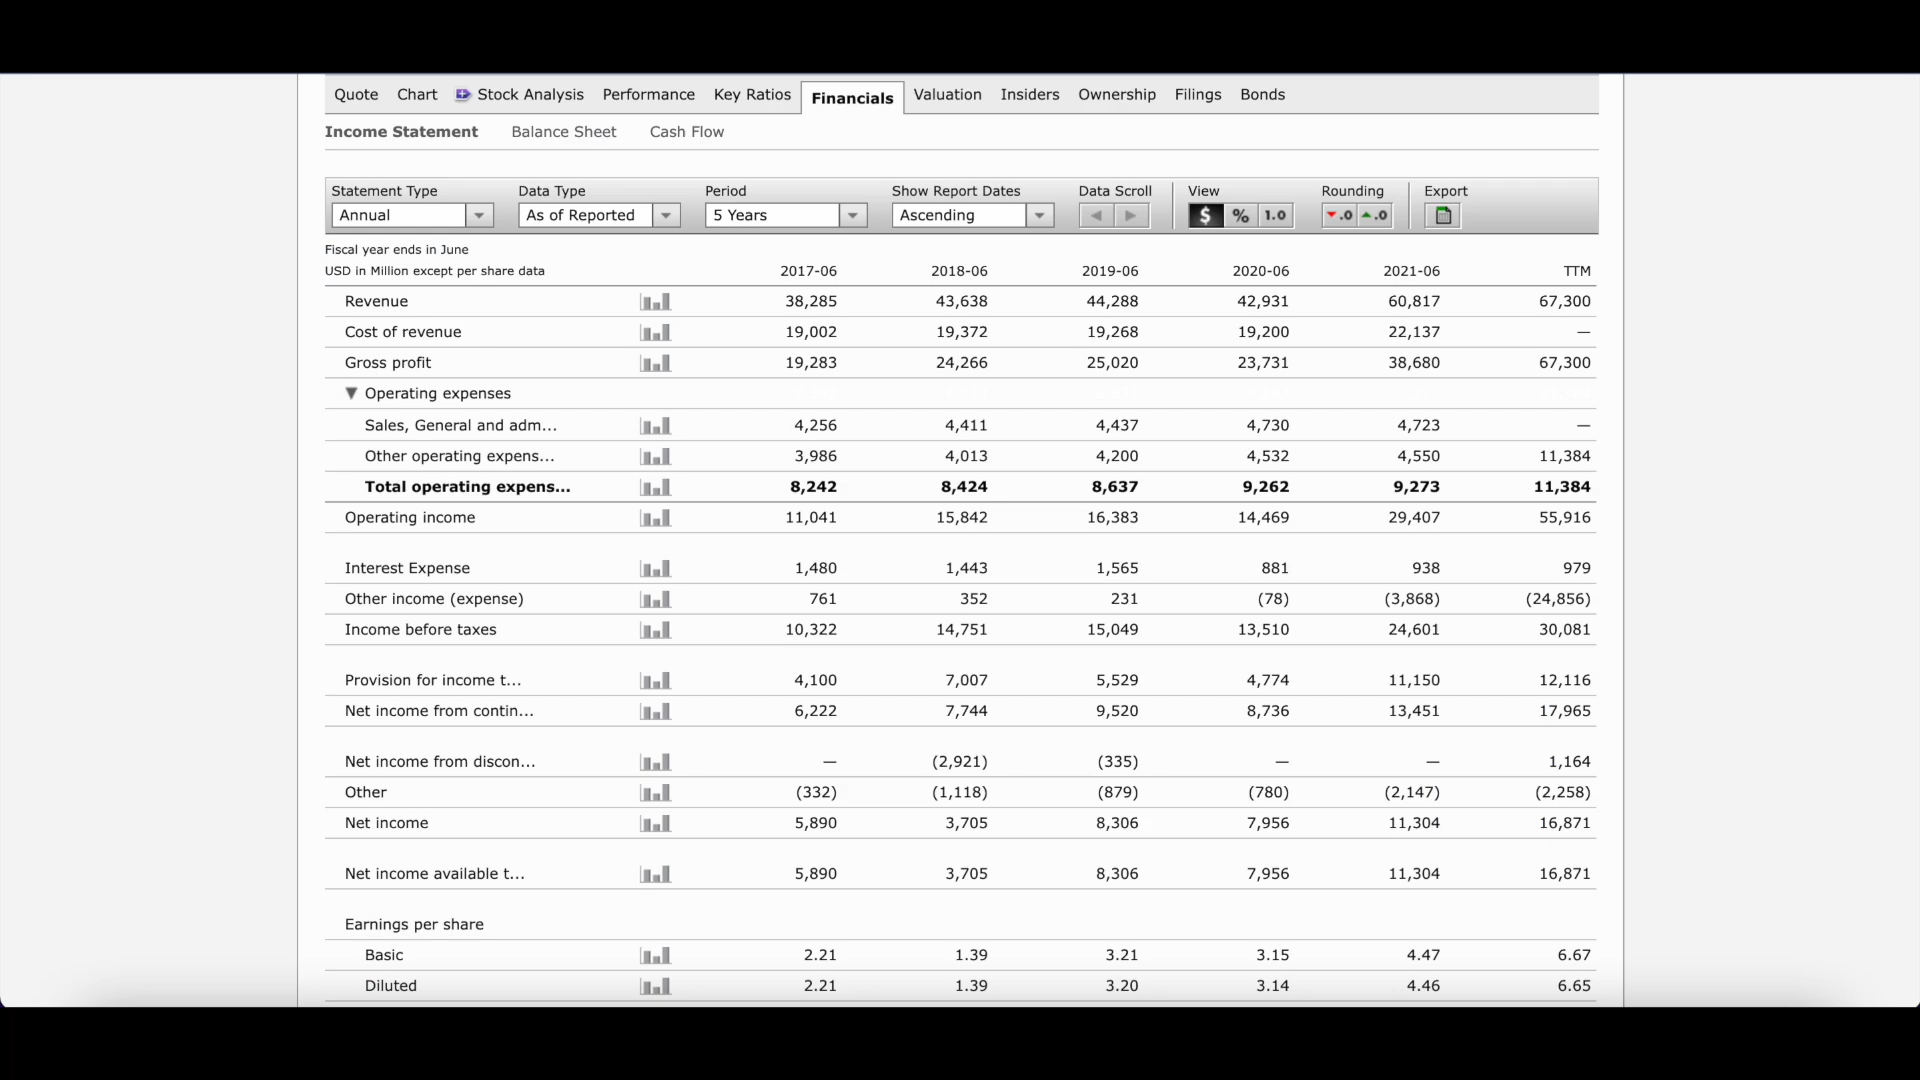 Quote Chart Stock Analysis Performance Key Ratios Financials Valuation Insiders Ownership Filings Bonds
Income Statement Balance Sheet Cash Flow
Statement Type Data Type Period Show Report Dates Data Scroll View Rounding Export
Annual As of Reported 5 Years Ascending $ % 1.0 .0 .0
Fiscal year ends in June
USD in Million except per share data 2017-06 2018-06 2019-06 2020-06 2021-06 TTM
Revenue 38,285 43,638 44,288 42,931 60,817 67,300
Cost of revenue 19,002 19,372 19,268 19,200 22,137 —
Gross profit 19,283 24,266 25,020 23,731 38,680 67,300
Operating expenses
Sales, General and adm... 4,256 4,411 4,437 4,730 4,723 —
Other operating expens... 3,986 4,013 4,200 4,532 4,550 11,384
Total operating expens... 8,242 8,424 8,637 9,262 9,273 11,384
Operating income 11,041 15,842 16,383 14,469 29,407 55,916
Interest Expense 1,480 1,443 1,565 881 938 979
Other income (expense) 761 352 231 (78) (3,868) (24,856)
Income before taxes 10,322 14,751 15,049 13,510 24,601 30,081
Provision for income t... 4,100 7,007 5,529 4,774 11,150 12,116
Net income from contin... 6,222 7,744 9,520 8,736 13,451 17,965
Net income from discon... — (2,921) (335) — — 1,164
Other (332) (1,118) (879) (780) (2,147) (2,258)
Net income 5,890 3,705 8,306 7,956 11,304 16,871
Net income available t... 5,890 3,705 8,306 7,956 11,304 16,871
Earnings per share
Basic 2.21 1.39 3.21 3.15 4.47 6.67
Diluted 2.21 1.39 3.20 3.14 4.46 6.65